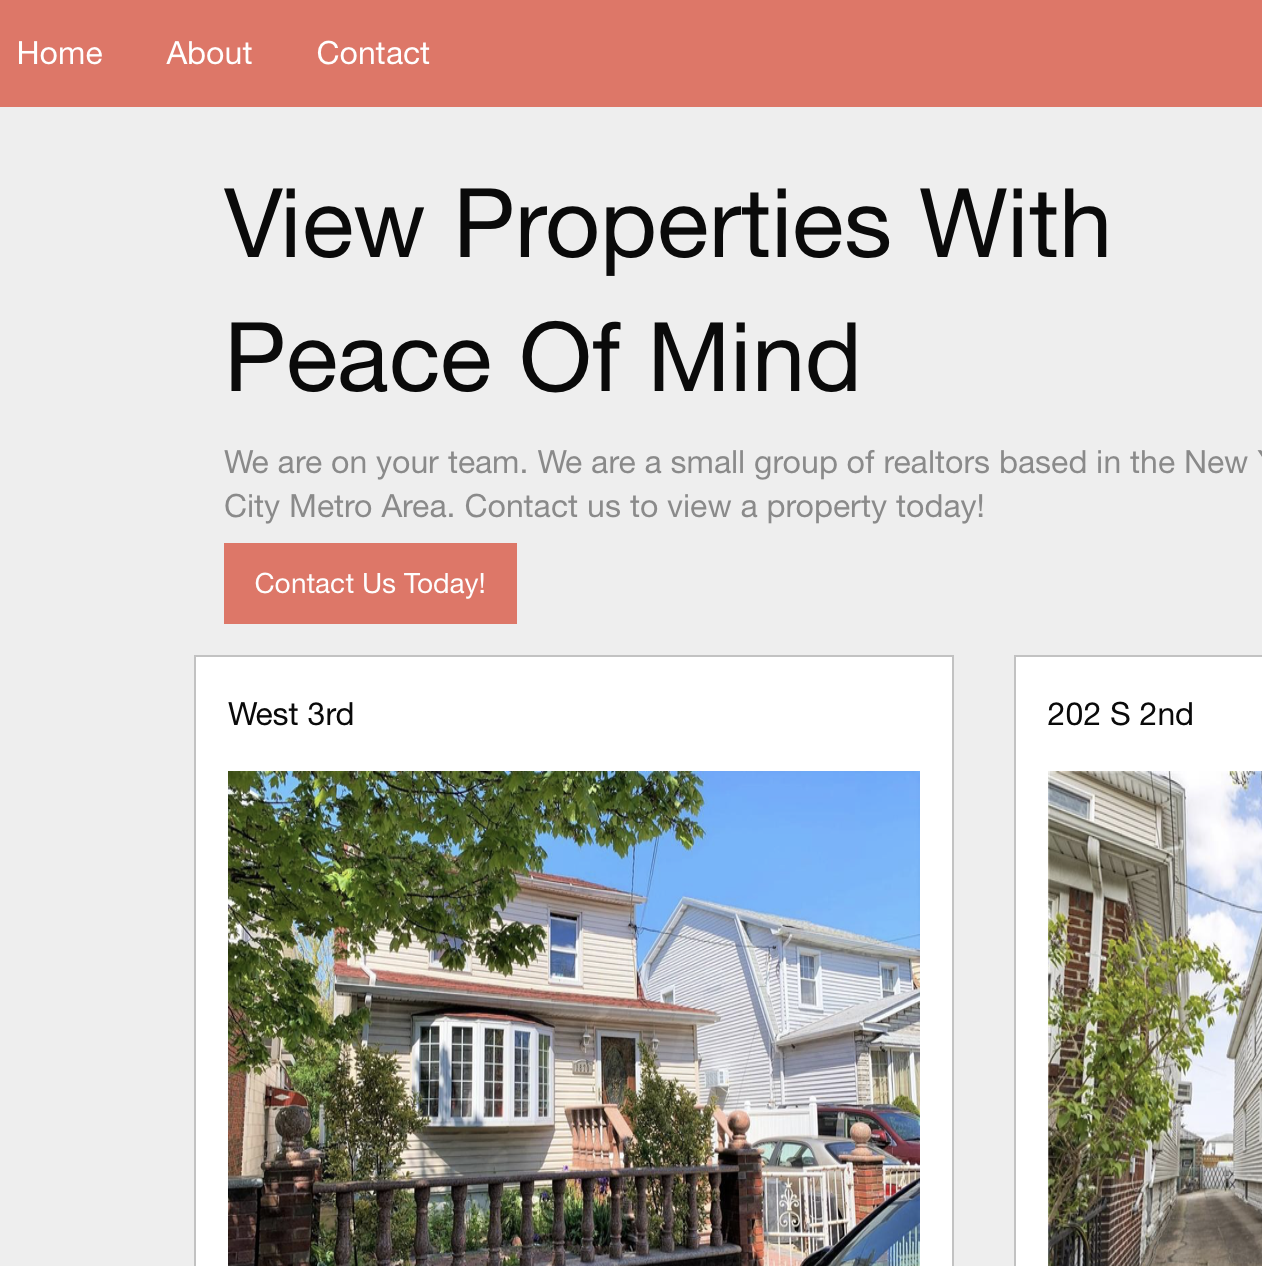 Home About Contact
View Properties With
Peace Of Mind
We are on your team. We are a small group of realtors based in the New
City Metro Area. Contact us to view a property today!
Contact Us Today!
West 3rd
202 S 2nd